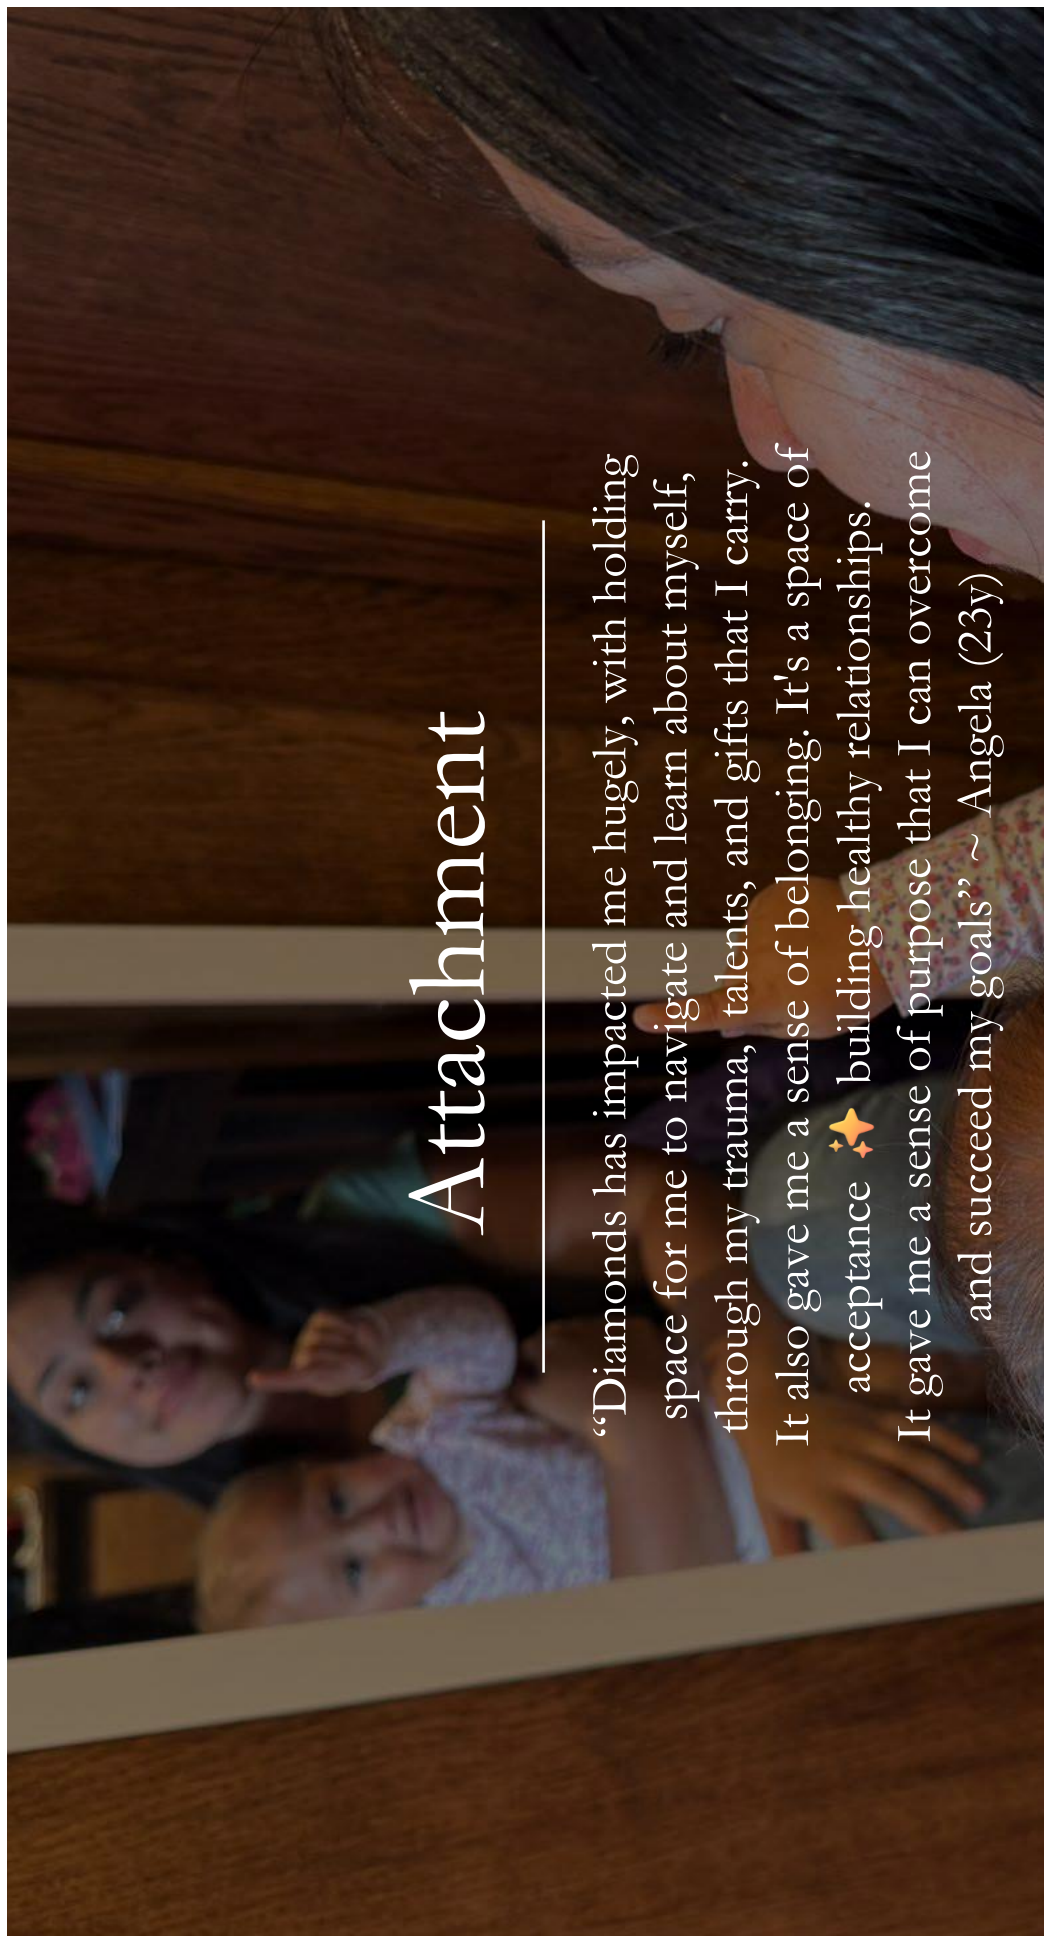 Attachment
“Diamonds has impacted me hugely, with holding
space for me to navigate and learn about myself,
through my trauma, talents, and gifts that I carry.
It also gave me a sense of belonging. It's a space of
acceptance ✨ building healthy relationships.
It gave me a sense of purpose that I can overcome
and succeed my goals” ~ Angela (23y)